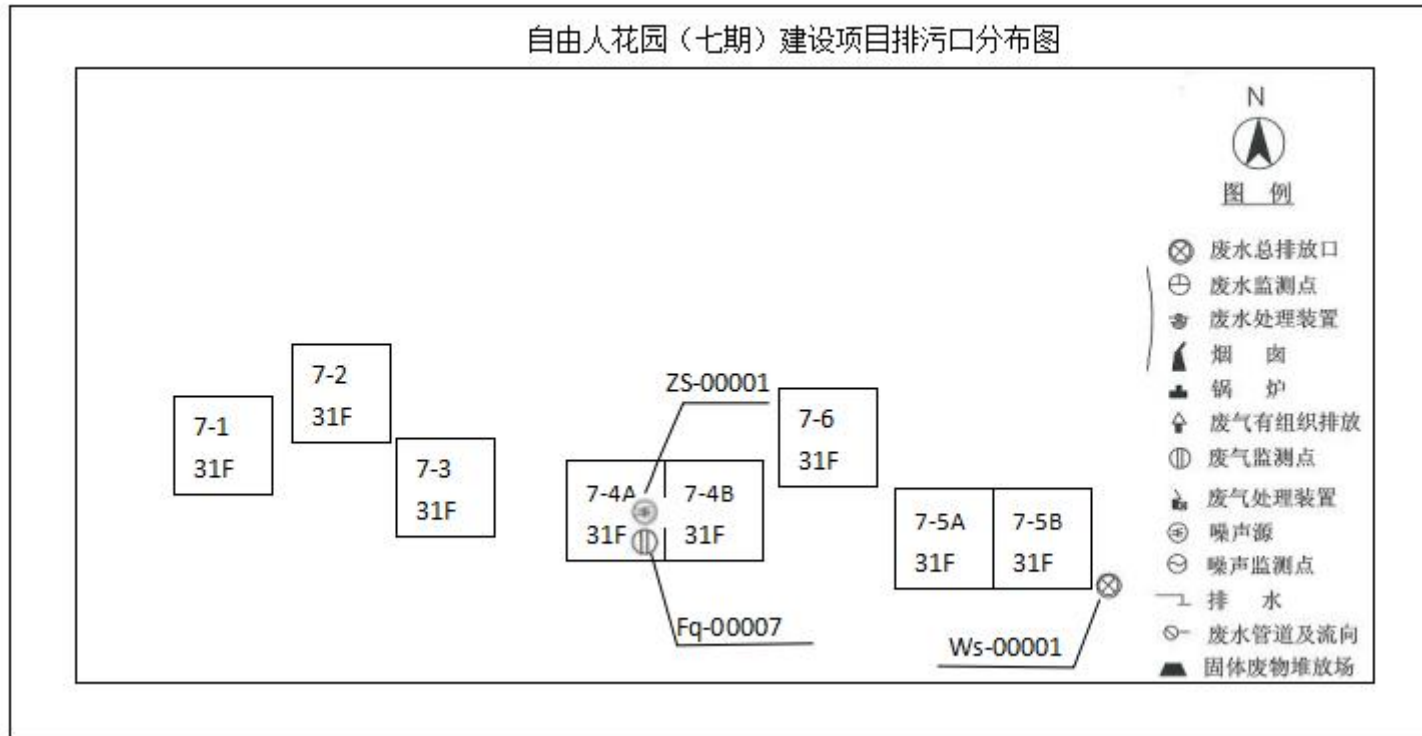 自由人花园（七期）建设项目排污口分布图
N
图 例
废水总排放口
废水监测点
废水处理装置
烟 囱
锅 炉
废气有组织排放
废气监测点
废气处理装置
噪声源
噪声监测点
排 水
废水管道及流向
固体废物堆放场
7-1
31F
7-2
31F
7-3
31F
ZS-00001
7-4A
31F
7-4B
31F
Fq-00007
7-6
31F
7-5A
31F
7-5B
31F
Ws-00001